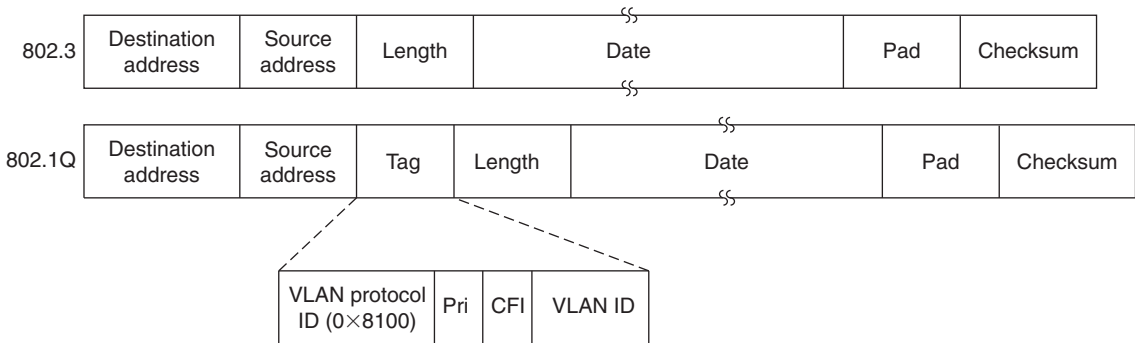 802.3
Destination
address
Source
address
Length
Date
Pad
Checksum
802.1Q
Destination
address
Source
address
Tag
Length
Date
Pad
Checksum
VLAN protocol
ID (0×8100)
Pri
CFI
VLAN ID